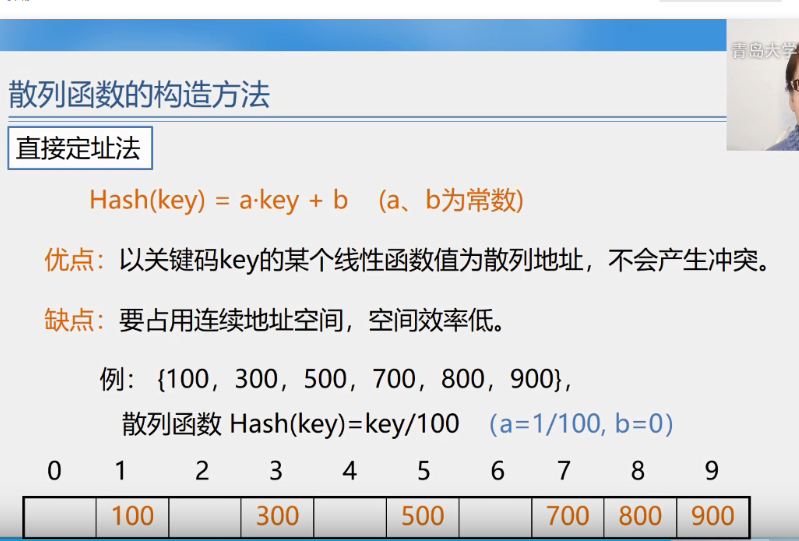 青岛大学
散列函数的构造方法
直接定址法
Hash(key) = a·key + b (a、b为常数)
优点：以关键码key的某个线性函数值为散列地址，不会产生冲突。
缺点：要占用连续地址空间，空间效率低。
例： {100，300，500，700，800，900}，
散列函数 Hash(key)=key/100 （a=1/100, b=0）
0 1 2 3 4 5 6 7 8 9
100 300 500 700 800 900